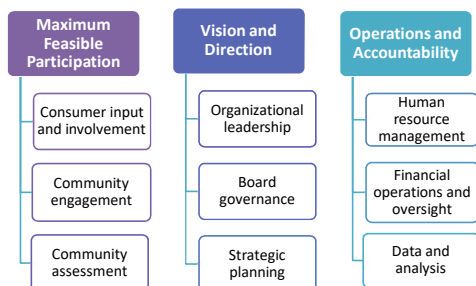 Maximum
Feasible
Participation
Consumer input
and involvement
Community
engagement
Community
assessment
Vision and
Direction
Organizational
leadership
Board
governance
Strategic
planning
Operations and
Accountability
Human
resource
management
Financial
operations and
oversight
Data and
analysis